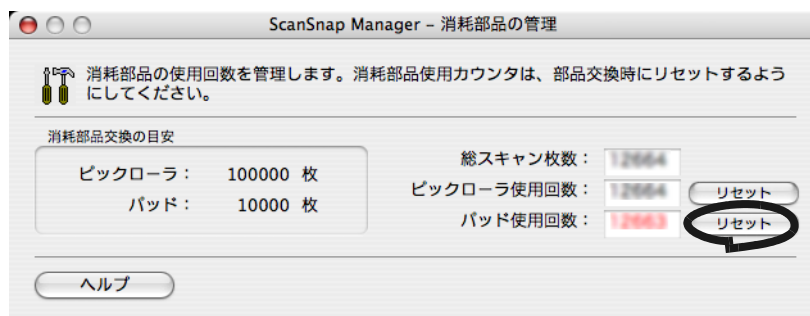 ScanSnap Manager – 消耗部品の管理
消耗部品の使用回数を管理します。消耗部品使用カウンタは、部品交換時にリセットするよう
にしてください。
消耗部品交換の目安
ピックローラ： 100000 枚
パッド： 10000 枚
総スキャン枚数：
ピックローラ使用回数： リセット
パッド使用回数： リセット
ヘルプ